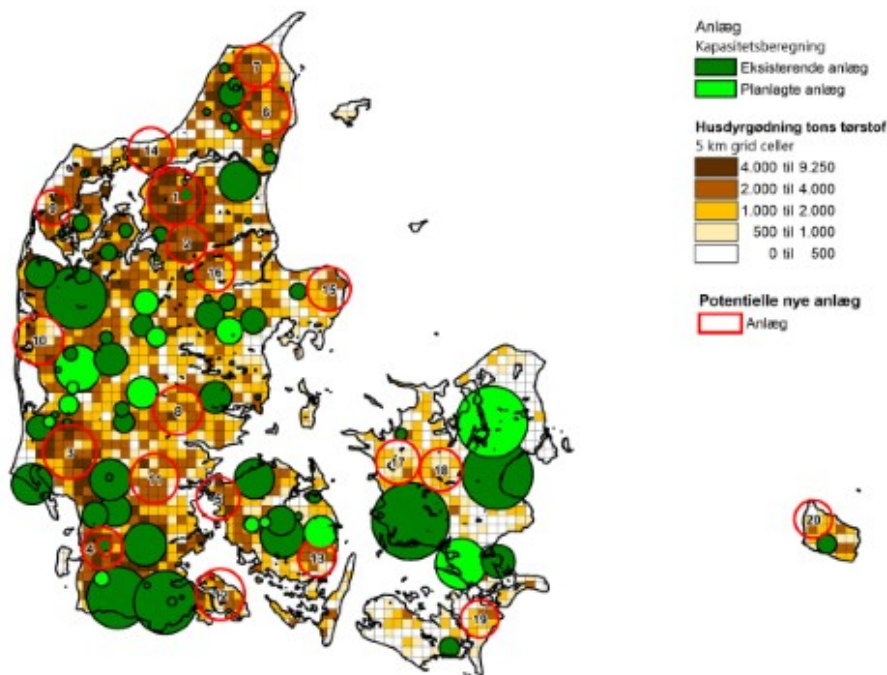 Anlæg
Kapasitetsberegning
Eksisterende anlæg
Planlagte anlæg
Husdyrgødning tons tørstof
5 km grid celler
4.000 til 9.250
2.000 til 4.000
1.000 til 2.000
500 til 1.000
0 til 500
Potentielle nye anlæg
Anlæg
7
6
14
1
9
2
16
15
10
8
3
11
17
18
5
20
4
13
12
19